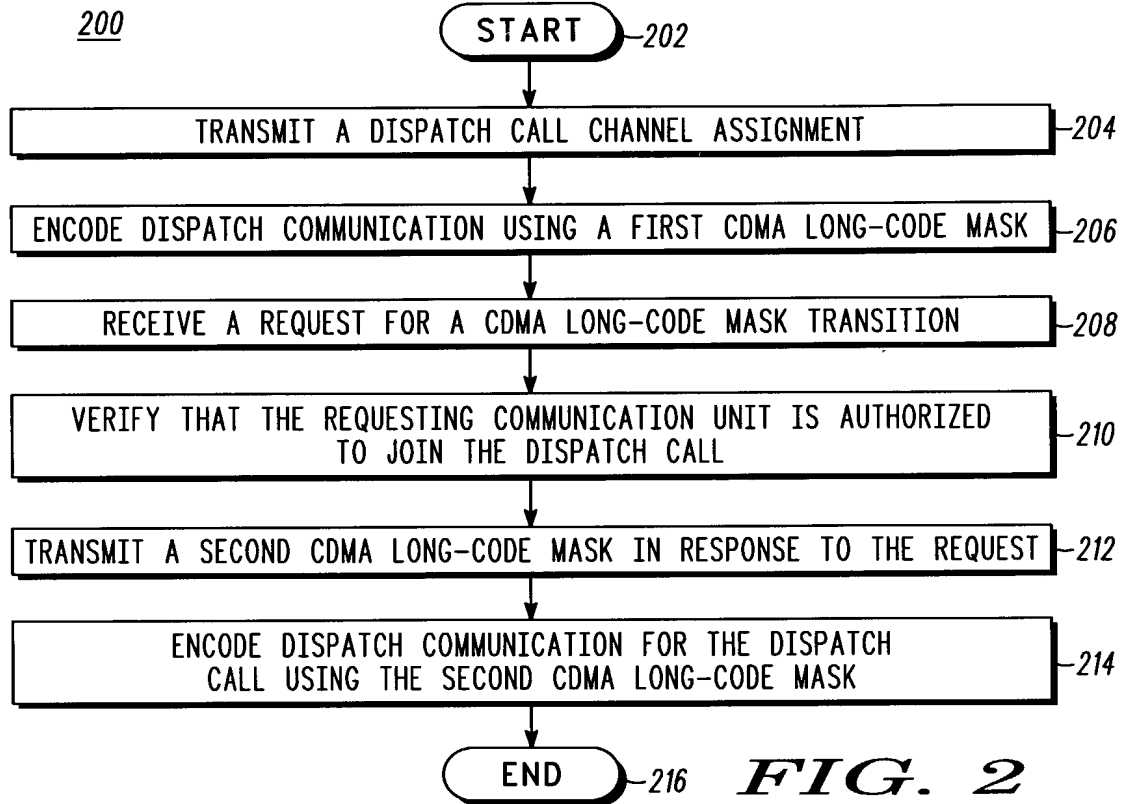 200
START
202
TRANSMIT A DISPATCH CALL CHANNEL ASSIGNMENT
204
ENCODE DISPATCH COMMUNICATION USING A FIRST CDMA LONG-CODE MASK
206
RECEIVE A REQUEST FOR A CDMA LONG-CODE MASK TRANSITION
208
VERIFY THAT THE REQUESTING COMMUNICATION UNIT IS AUTHORIZED
TO JOIN THE DISPATCH CALL
210
TRANSMIT A SECOND CDMA LONG-CODE MASK IN RESPONSE TO THE REQUEST
212
ENCODE DISPATCH COMMUNICATION FOR THE DISPATCH
CALL USING THE SECOND CDMA LONG-CODE MASK
214
END
216
FIG. 2